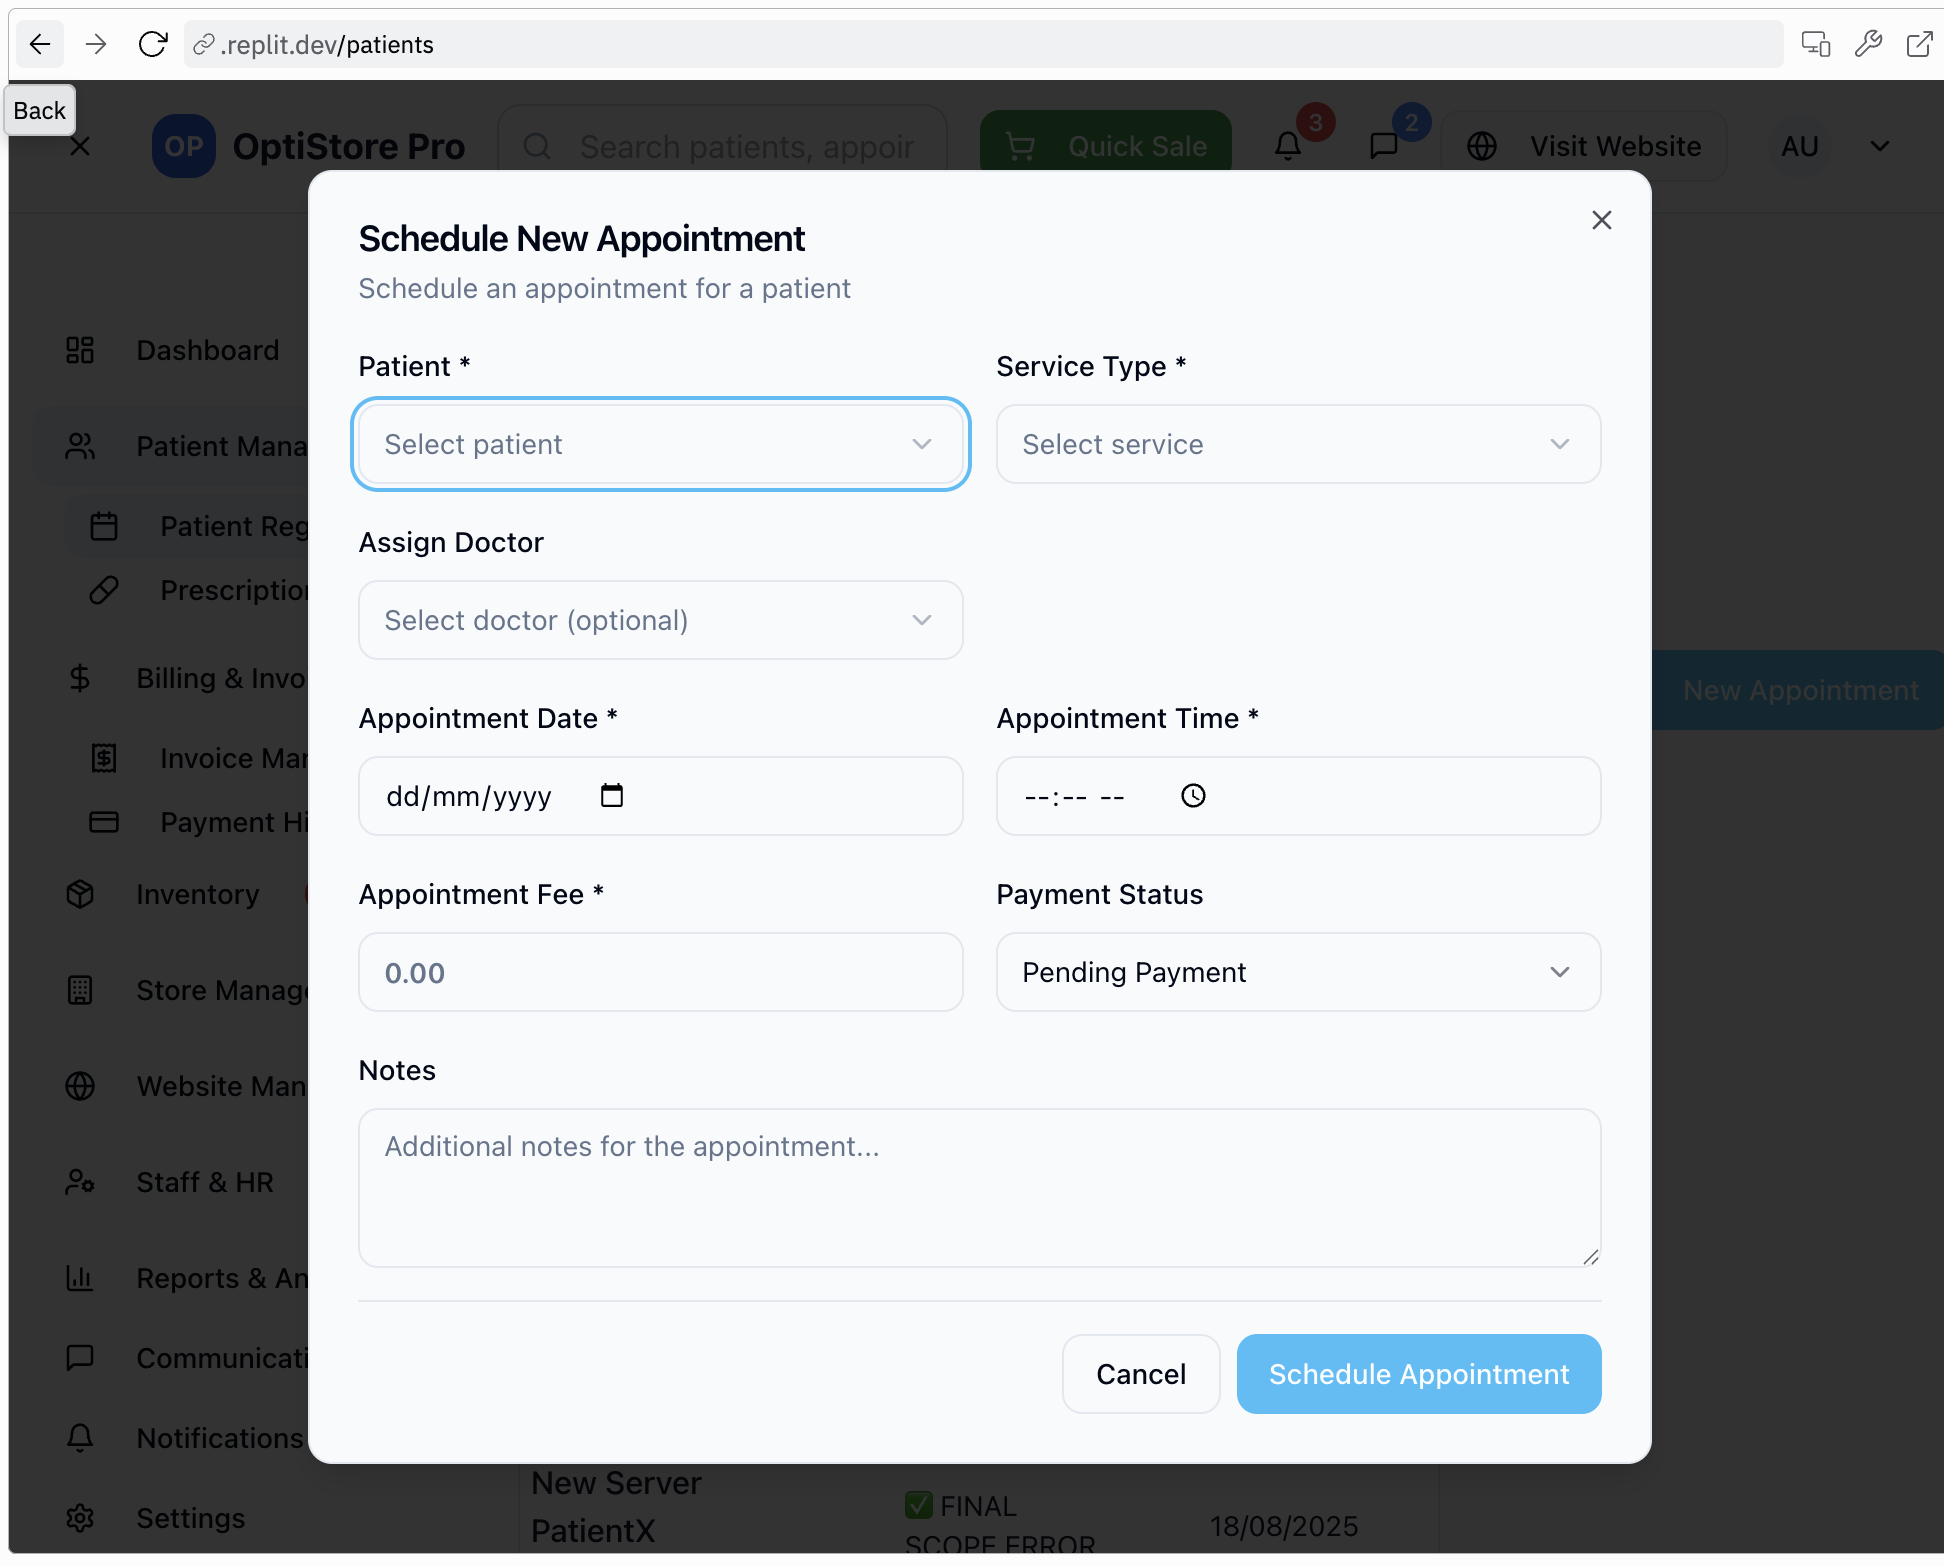 .replit.dev/patients
Back
OP OptiStore Pro
Search patients, appoin
Quick Sale
3
2
Visit Website
AU
Schedule New Appointment
Schedule an appointment for a patient
Patient *
Service Type *
Select patient
Select service
Assign Doctor
Select doctor (optional)
Appointment Date *
Appointment Time *
dd/mm/yyyy
--:-- --
Appointment Fee *
Payment Status
0.00
Pending Payment
Notes
Additional notes for the appointment...
Cancel
Schedule Appointment
Dashboard
Patient Mana
Patient Reg
Prescription
Billing & Invo
Invoice Man
Payment Hi
Inventory
Store Manage
Website Man
Staff & HR
Reports & An
Communicati
Notifications
Settings
New Appointment
New Server
PatientX
✅ FINAL
SCOPE ERROR
18/08/2025